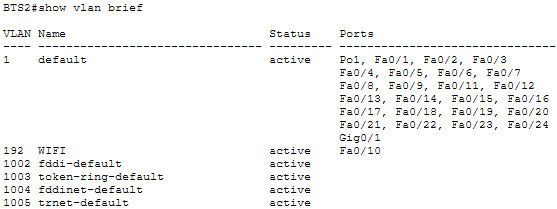 BTS2#show vlan brief
VLAN Name                             Status    Ports
---- -------------------------------- --------- -------------------------------
1    default                          active    Po1, Fa0/1, Fa0/2, Fa0/3
                                                Fa0/4, Fa0/5, Fa0/6, Fa0/7
                                                Fa0/8, Fa0/9, Fa0/11, Fa0/12
                                                Fa0/13, Fa0/14, Fa0/15, Fa0/16
                                                Fa0/17, Fa0/18, Fa0/19, Fa0/20
                                                Fa0/21, Fa0/22, Fa0/23, Fa0/24
                                                Gig0/1
192  WIFI                             active    Fa0/10
1002 fddi-default                     active
1003 token-ring-default               active
1004 fddinet-default                  active
1005 trnet-default                    active